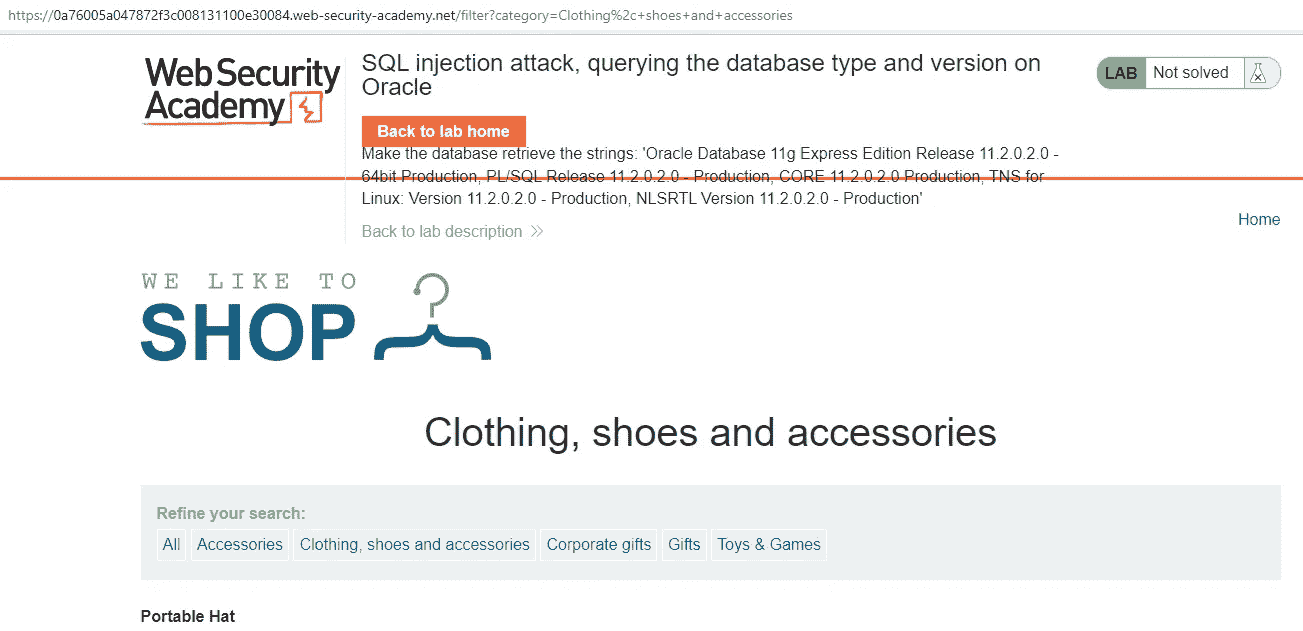 https://0a76005a047872f3c008131100e30084.web-security-academy.net/filter?category=Clothing%2c+shoes+and+accessories
Web Security
Academy
SQL injection attack, querying the database type and version on
Oracle
LAB Not solved
Back to lab home
Make the database retrieve the strings: 'Oracle Database 11g Express Edition Release 11.2.0.2.0 -
64bit Production, PL/SQL Release 11.2.0.2.0 - Production, CORE 11.2.0.2.0 Production, TNS for
Linux: Version 11.2.0.2.0 - Production, NLSRTL Version 11.2.0.2.0 - Production'
Home
Back to lab description
WE LIKE TO
SHOP
Clothing, shoes and accessories
Refine your search:
All Accessories Clothing, shoes and accessories Corporate gifts Gifts Toys & Games
Portable Hat